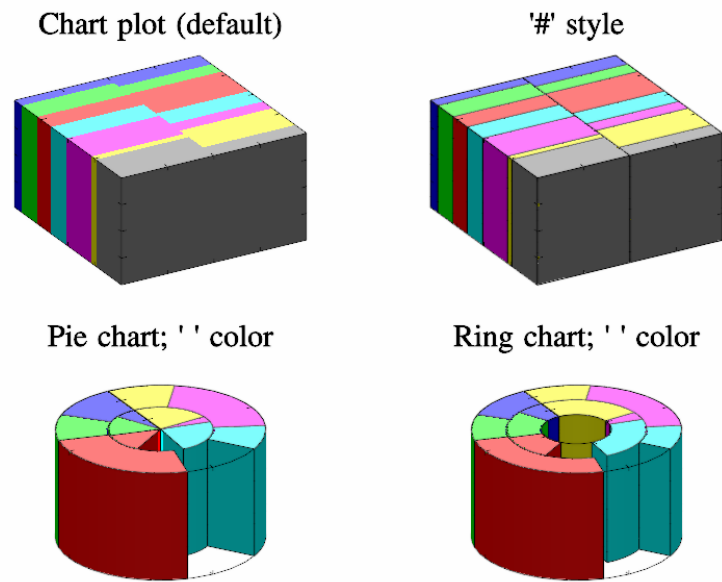 Chart plot (default)
'#' style
Pie chart; ' ' color
Ring chart; ' ' color